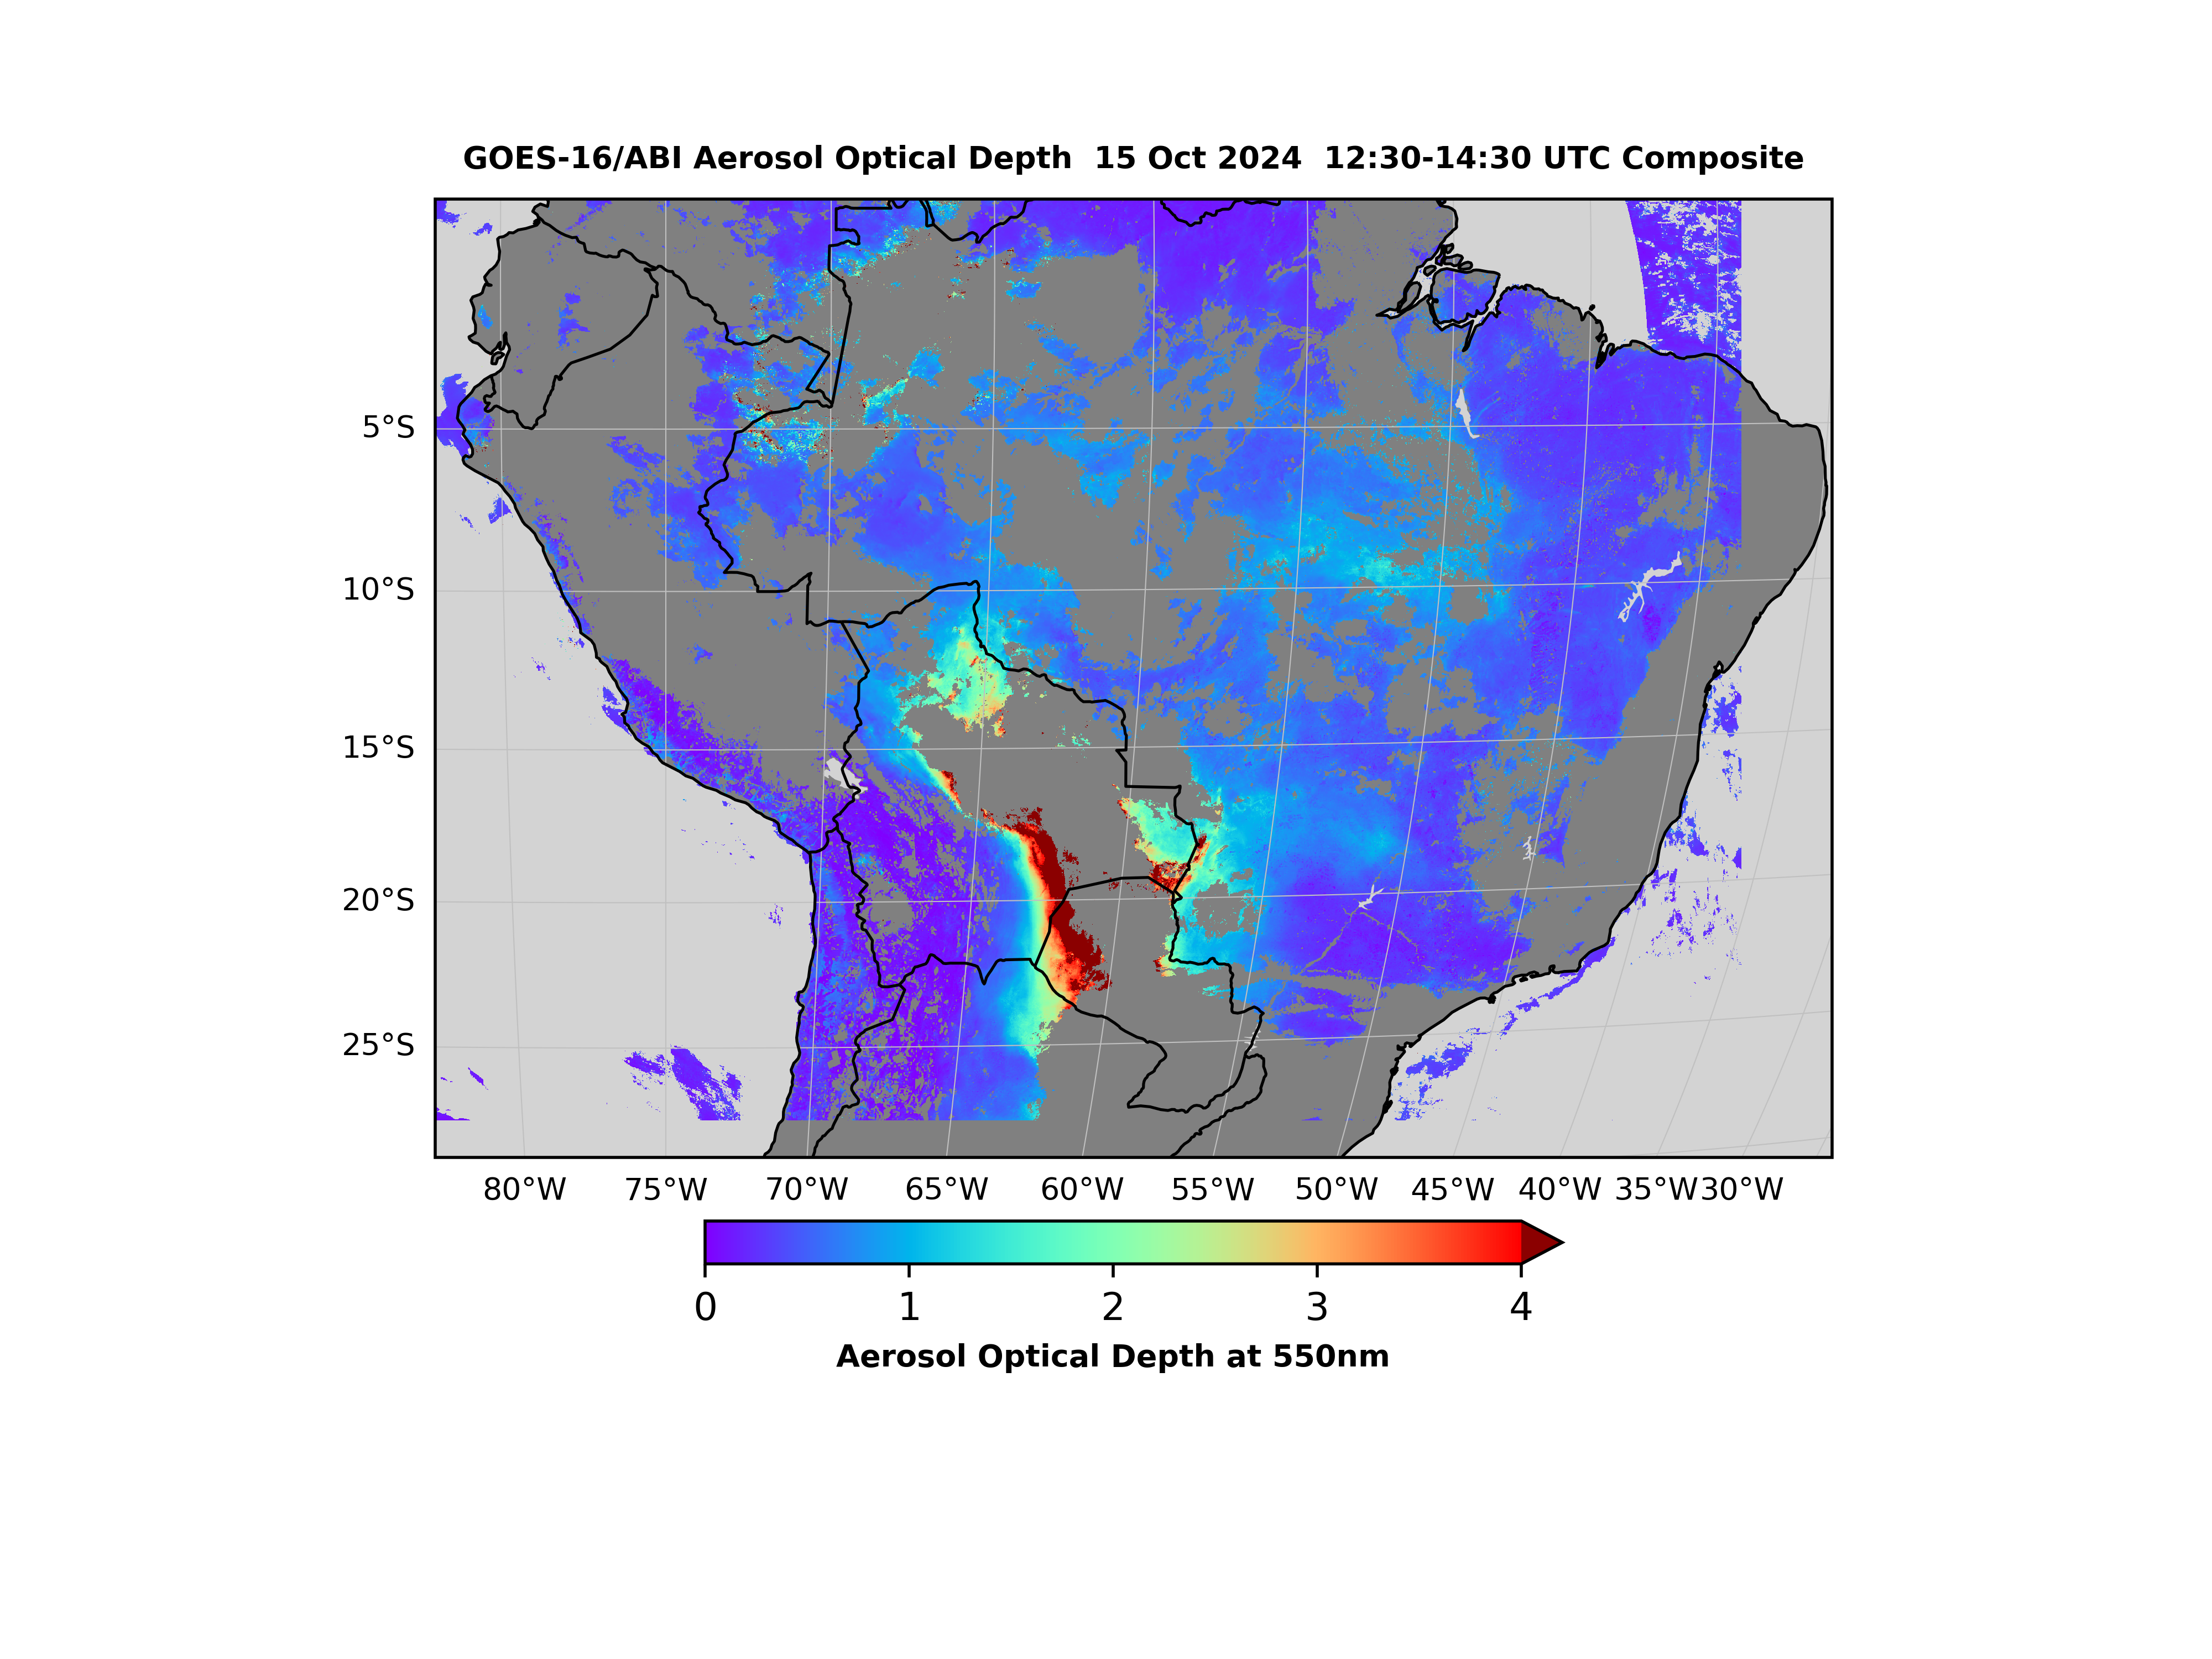 GOES-16/ABI Aerosol Optical Depth  15 Oct 2024  12:30-14:30 UTC Composite
5°S
10°S
15°S
20°S
25°S
80°W 75°W 70°W 65°W 60°W 55°W 50°W 45°W 40°W 35°W 30°W
0 1 2 3 4
Aerosol Optical Depth at 550nm